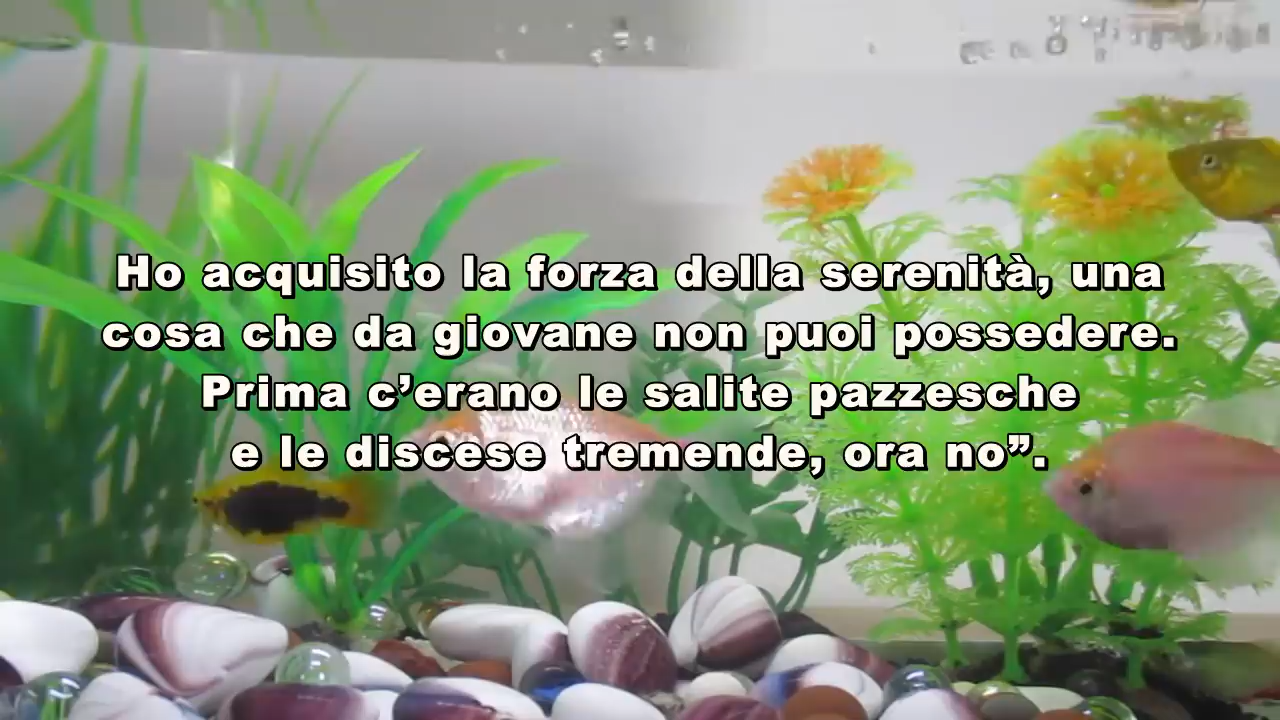 Ho acquisito la forza della serenità, una
cosa che da giovane non puoi possedere.
Prima c’erano le salite pazzesche
e le discese tremende, ora no”.